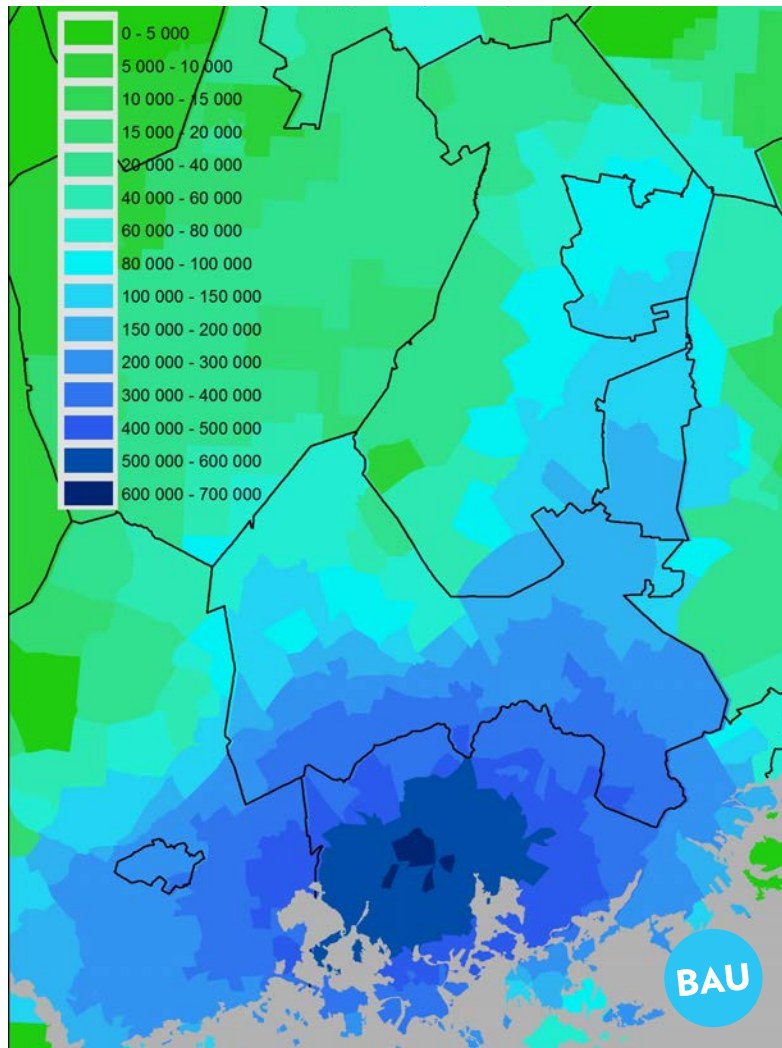 0 - 5 000
5 000 - 10 000
10 000 - 15 000
15 000 - 20 000
20 000 - 40 000
40 000 - 60 000
60 000 - 80 000
80 000 - 100 000
100 000 - 150 000
150 000 - 200 000
200 000 - 300 000
300 000 - 400 000
400 000 - 500 000
500 000 - 600 000
600 000 - 700 000
BAU